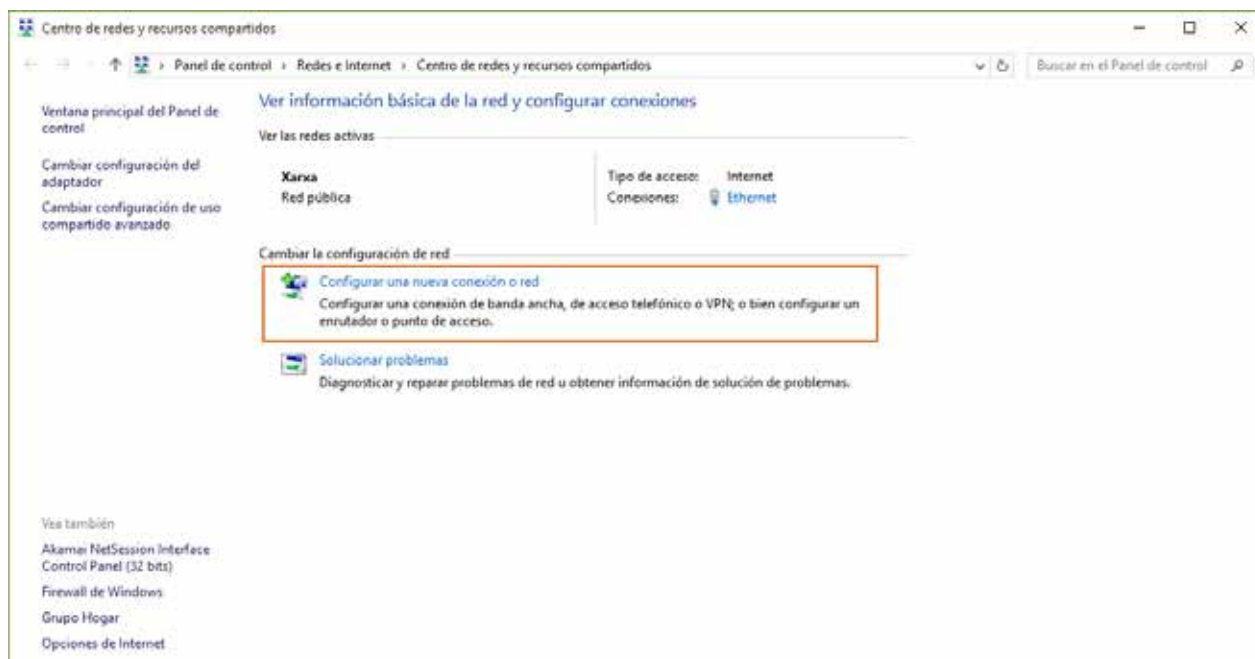 Centro de redes y recursos compartidos
Panel de control › Redes e Internet › Centro de redes y recursos compartidos
Buscar en el Panel de control
Ventana principal del Panel de
control
Cambiar configuración del
adaptador
Cambiar configuración de uso
compartido avanzado
Ver información básica de la red y configurar conexiones
Ver las redes activas
Xarxa
Red pública
Tipo de acceso: Internet
Conexiones: Ethernet
Cambiar la configuración de red
Configurar una nueva conexión o red
Configurar una conexión de banda ancha, de acceso telefónico o VPN; o bien configurar un
enrutador o punto de acceso.
Solucionar problemas
Diagnosticar y reparar problemas de red u obtener información de solución de problemas.
Vea también
Akamai NetSession Interface
Control Panel (32 bits)
Firewall de Windows
Grupo Hogar
Opciones de Internet